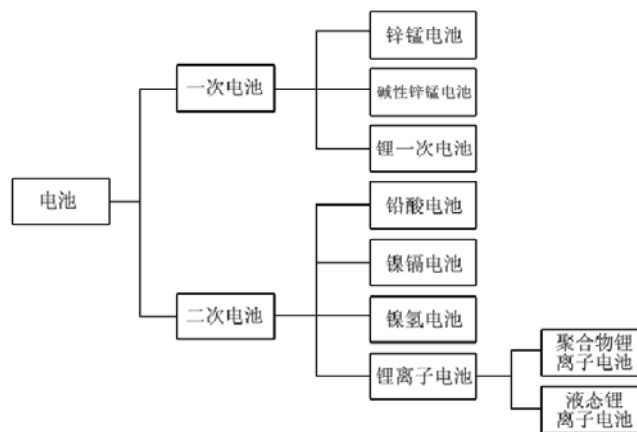 锌锰电池
一次电池
碱性锌锰电池
锂一次电池
电池
铅酸电池
镍镉电池
二次电池
镍氢电池
锂离子电池
聚合物锂
离子电池
液态锂
离子电池